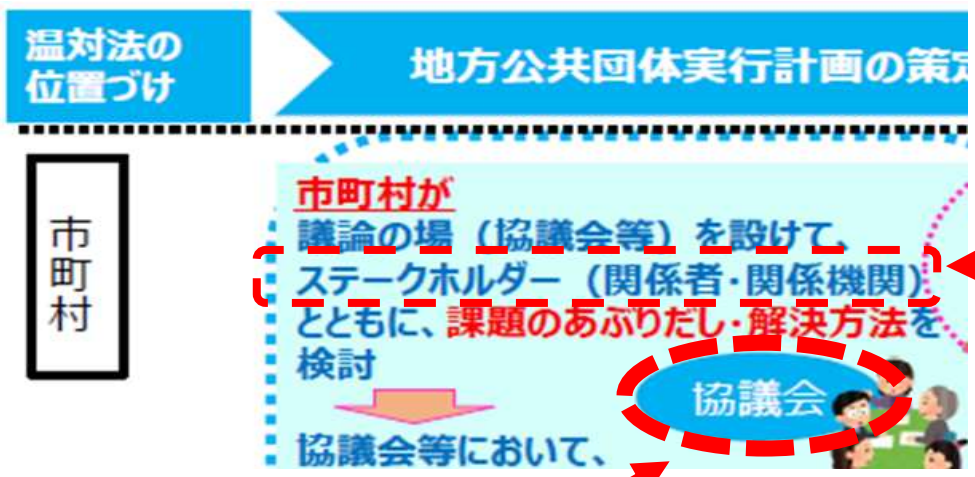 温対法の
位置づけ
地方公共団体実行計画の策定
市町村
市町村が
議論の場（協議会等）を設けて、
ステークホルダー（関係者・関係機関）
とともに、課題のあぶりだし・解決方法を
検討
協議会
協議会等において、